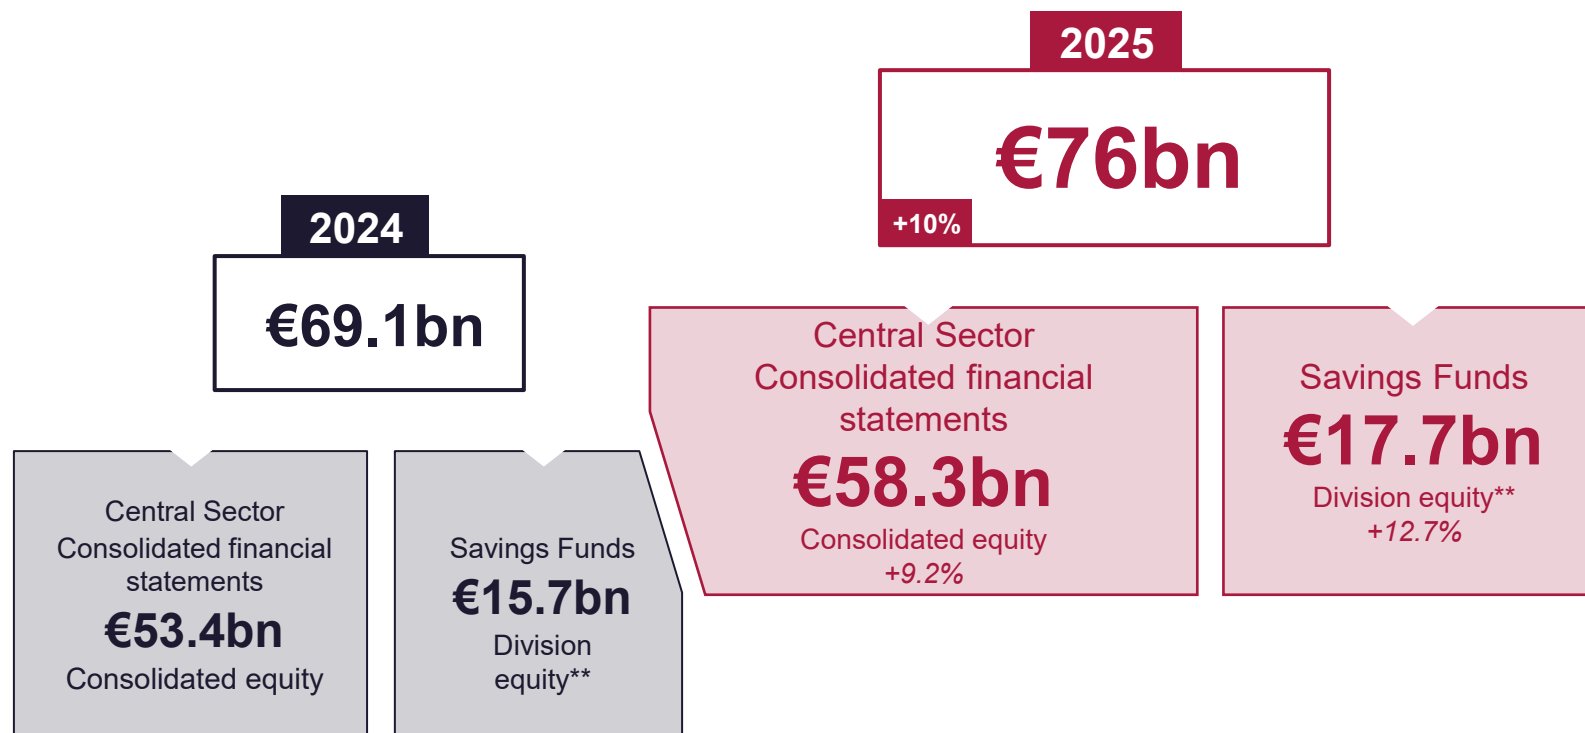 2024
€69.1bn
Central Sector
Consolidated financial
statements
€53.4bn
Consolidated equity
Savings Funds
€15.7bn
Division
equity**
2025
€76bn
+10%
Central Sector
Consolidated financial
statements
€58.3bn
Consolidated equity
+9.2%
Savings Funds
€17.7bn
Division equity**
+12.7%